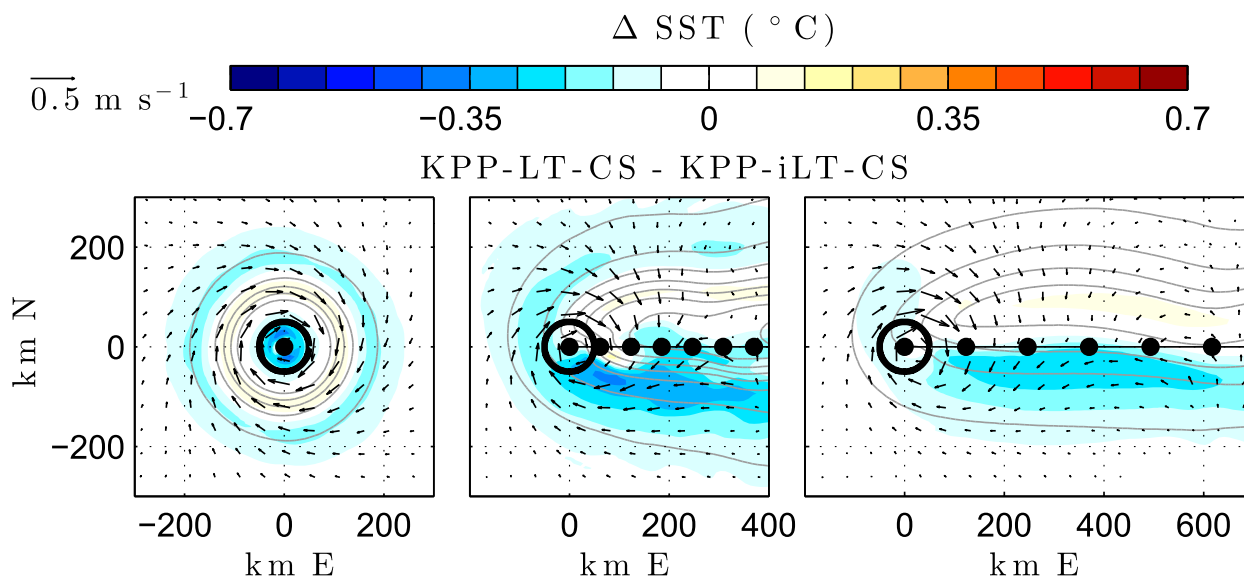 Δ SST ( ° C)
0.5 m s⁻¹
−0.7 −0.35 0 0.35 0.7
KPP-LT-CS - KPP-iLT-CS
km N
200
0
−200
−200 0 200
0 200 400
0 200 400 600
km E km E km E